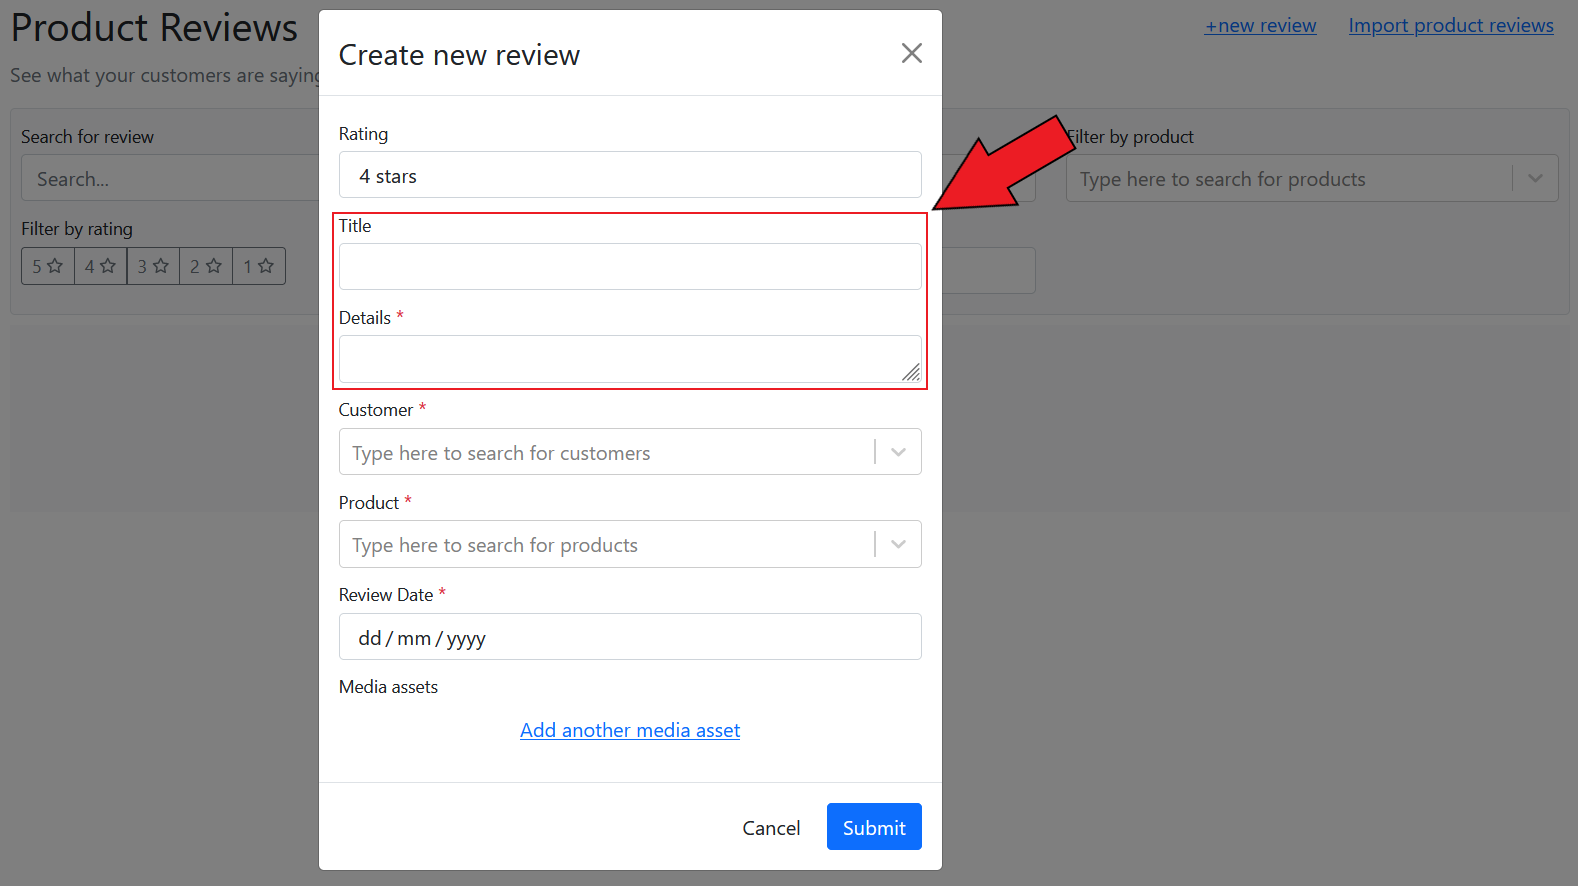 Product Reviews
+new review
Import product reviews
See what your customers are saying
Search for review
Search...
Filter by rating
5
4
3
2
1
Filter by product
Type here to search for products
Create new review
Rating
4 stars
Title
Details *
Customer *
Type here to search for customers
Product *
Type here to search for products
Review Date *
dd / mm / yyyy
Media assets
Add another media asset
Cancel
Submit